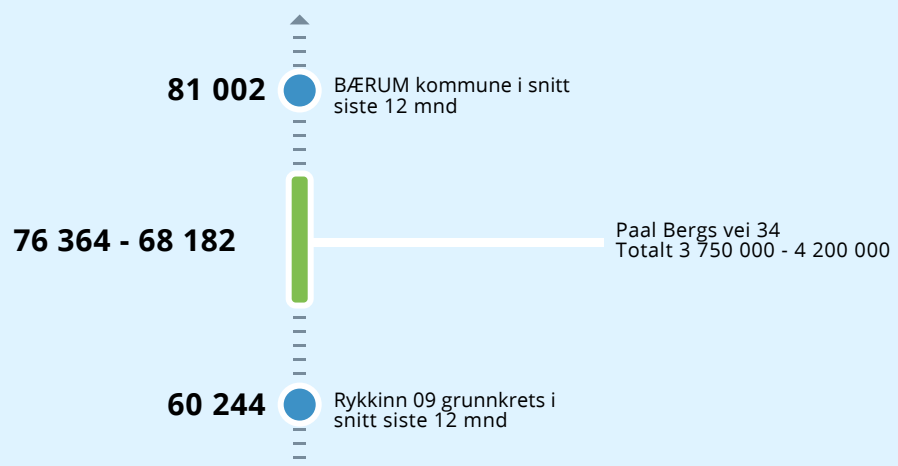 81 002
BÆRUM kommune i snitt
siste 12 mnd
76 364 - 68 182
Paal Bergs vei 34
Totalt 3 750 000 - 4 200 000
60 244
Rykkinn 09 grunnkrets i
snitt siste 12 mnd